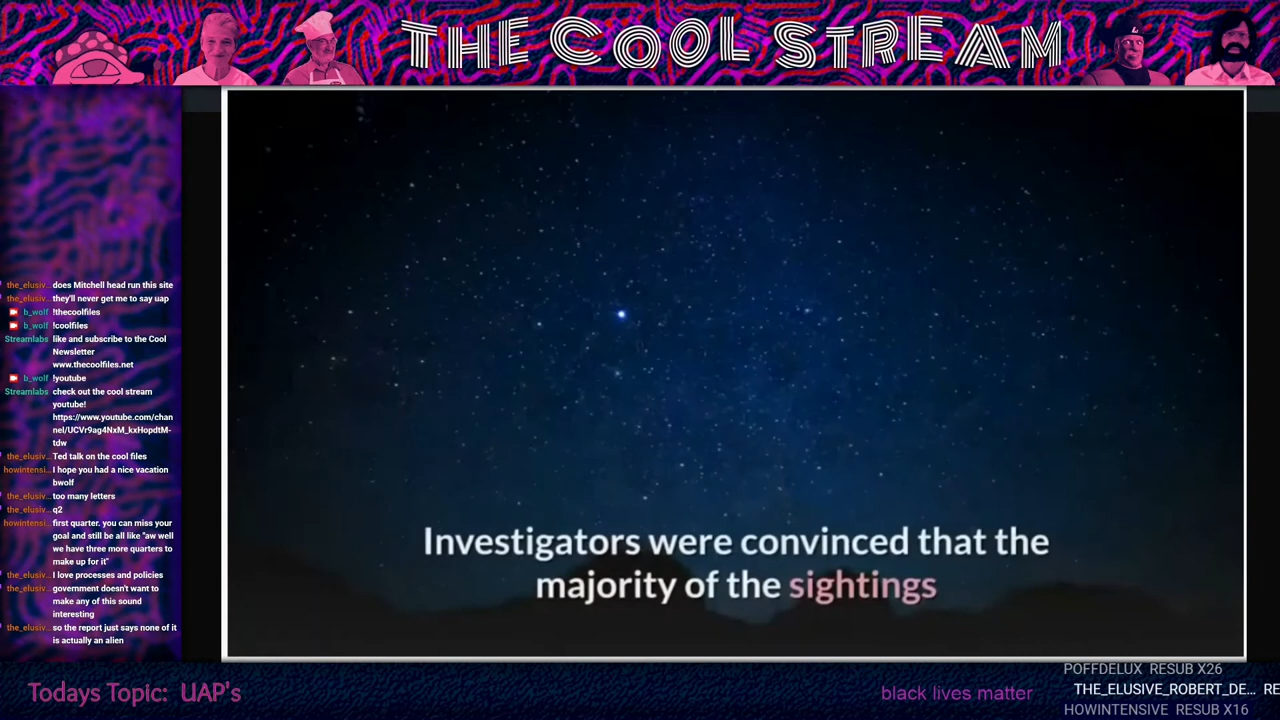 THE COOL STREAM
the_elusiv... does Mitchell head run this site
the_elusiv... they'll never get me to say uap
b_wolf !thecoolfiles
b_wolf !coolfiles
Streamlabs like and subscribe to the Cool
Newsletter
www.thecoolfiles.net
b_wolf !youtube
Streamlabs check out the cool stream
youtube!
https://www.youtube.com/chan
nel/UCVr9ag4NxM_kxHopdtM-
tdw
the_elusiv... Ted talk on the cool files
howintensi... I hope you had a nice vacation
bwolf
the_elusiv... too many letters
the_elusiv... q2
howintensi... first quarter. you can miss your
goal and still be all like "aw well
we have three more quarters to
make up for it"
the_elusiv... I love processes and policies
the_elusiv... government doesn't want to
make any of this sound
interesting
the_elusiv... so the report just says none of it
is actually an alien
Investigators were convinced that the
majority of the sightings
Todays Topic: UAP's
black lives matter
POFFDELUX RESUB X26
THE_ELUSIVE_ROBERT_DE... RE
HOWINTENSIVE RESUB X16